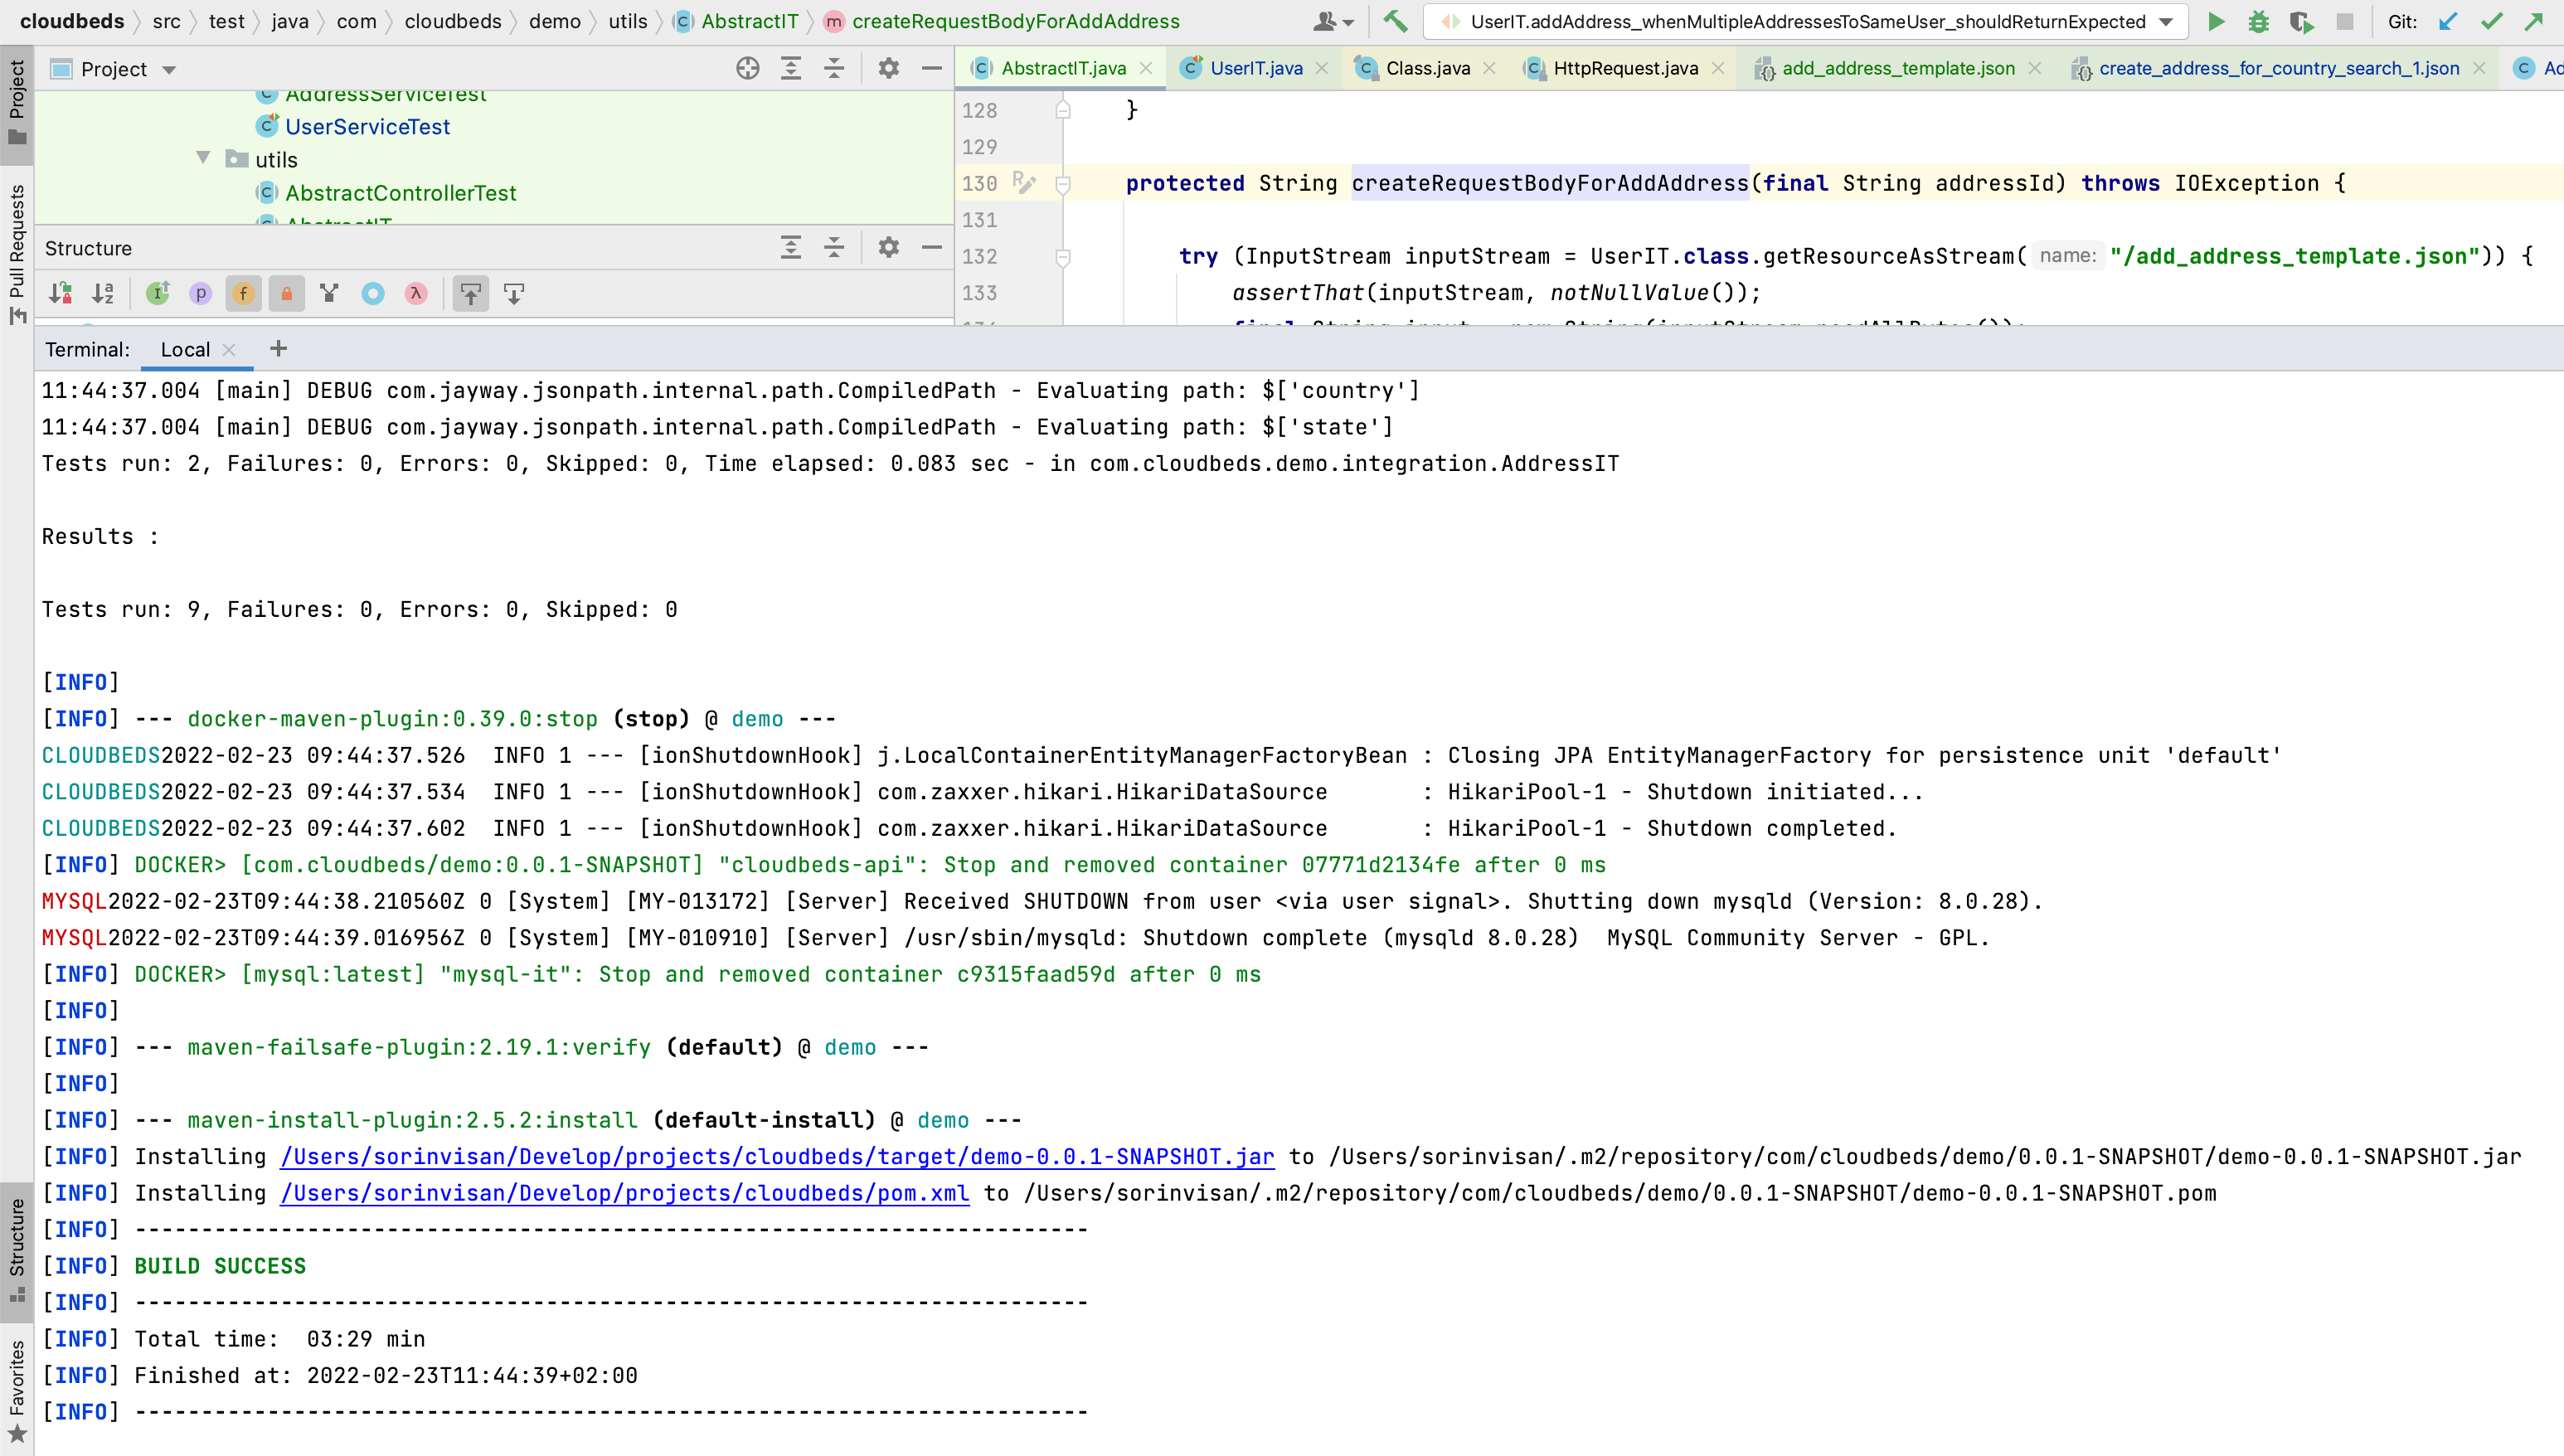 cloudbeds src test java com cloudbeds demo utils AbstractIT createRequestBodyForAddAddress UserIT.addAddress_whenMultipleAddressesToSameUser_shouldReturnExpected Git:
Project
Pull Requests
Structure
Favorites
Project
AddressServiceTest
UserServiceTest
utils
AbstractControllerTest
AbstractIT
Structure
AbstractIT.java UserIT.java Class.java HttpRequest.java add_address_template.json create_address_for_country_search_1.json Ad
128 }
129
130 protected String createRequestBodyForAddAddress(final String addressId) throws IOException {
131
132 try (InputStream inputStream = UserIT.class.getResourceAsStream( name: "/add_address_template.json")) {
133 assertThat(inputStream, notNullValue());
Terminal: Local +
11:44:37.004 [main] DEBUG com.jayway.jsonpath.internal.path.CompiledPath - Evaluating path: $['country']
11:44:37.004 [main] DEBUG com.jayway.jsonpath.internal.path.CompiledPath - Evaluating path: $['state']
Tests run: 2, Failures: 0, Errors: 0, Skipped: 0, Time elapsed: 0.083 sec - in com.cloudbeds.demo.integration.AddressIT
Results :
Tests run: 9, Failures: 0, Errors: 0, Skipped: 0
[INFO]
[INFO] --- docker-maven-plugin:0.39.0:stop (stop) @ demo ---
CLOUDBEDS2022-02-23 09:44:37.526 INFO 1 --- [ionShutdownHook] j.LocalContainerEntityManagerFactoryBean : Closing JPA EntityManagerFactory for persistence unit 'default'
CLOUDBEDS2022-02-23 09:44:37.534 INFO 1 --- [ionShutdownHook] com.zaxxer.hikari.HikariDataSource : HikariPool-1 - Shutdown initiated...
CLOUDBEDS2022-02-23 09:44:37.602 INFO 1 --- [ionShutdownHook] com.zaxxer.hikari.HikariDataSource : HikariPool-1 - Shutdown completed.
[INFO] DOCKER> [com.cloudbeds/demo:0.0.1-SNAPSHOT] "cloudbeds-api": Stop and removed container 07771d2134fe after 0 ms
MYSQL2022-02-23T09:44:38.210560Z 0 [System] [MY-013172] [Server] Received SHUTDOWN from user <via user signal>. Shutting down mysqld (Version: 8.0.28).
MYSQL2022-02-23T09:44:39.016956Z 0 [System] [MY-010910] [Server] /usr/sbin/mysqld: Shutdown complete (mysqld 8.0.28) MySQL Community Server - GPL.
[INFO] DOCKER> [mysql:latest] "mysql-it": Stop and removed container c9315faad59d after 0 ms
[INFO]
[INFO] --- maven-failsafe-plugin:2.19.1:verify (default) @ demo ---
[INFO]
[INFO] --- maven-install-plugin:2.5.2:install (default-install) @ demo ---
[INFO] Installing /Users/sorinvisan/Develop/projects/cloudbeds/target/demo-0.0.1-SNAPSHOT.jar to /Users/sorinvisan/.m2/repository/com/cloudbeds/demo/0.0.1-SNAPSHOT/demo-0.0.1-SNAPSHOT.jar
[INFO] Installing /Users/sorinvisan/Develop/projects/cloudbeds/pom.xml to /Users/sorinvisan/.m2/repository/com/cloudbeds/demo/0.0.1-SNAPSHOT/demo-0.0.1-SNAPSHOT.pom
[INFO] ------------------------------------------------------------------------
[INFO] BUILD SUCCESS
[INFO] ------------------------------------------------------------------------
[INFO] Total time: 03:29 min
[INFO] Finished at: 2022-02-23T11:44:39+02:00
[INFO] ------------------------------------------------------------------------